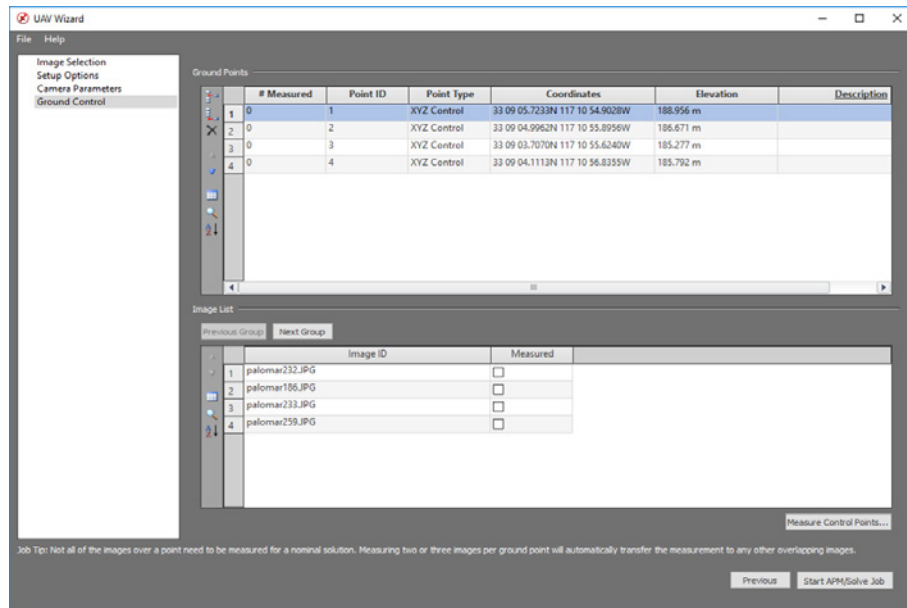 UAV Wizard
File Help
Image Selection
Setup Options
Camera Parameters
Ground Control
Ground Points
# Measured Point ID Point Type Coordinates Elevation Description
1 0 1 XYZ Control 33 09 05.7233N 117 10 54.9028W 188.956 m
2 0 2 XYZ Control 33 09 04.9962N 117 10 55.8956W 186.671 m
3 0 3 XYZ Control 33 09 03.7070N 117 10 55.6240W 185.277 m
4 0 4 XYZ Control 33 09 04.1113N 117 10 56.8355W 185.792 m
Image List
Previous Group Next Group
Image ID Measured
1 palomar232.JPG
2 palomar186.JPG
3 palomar233.JPG
4 palomar259.JPG
Measure Control Points...
Job Tip: Not all of the images over a point need to be measured for a nominal solution. Measuring two or three images per ground point will automatically transfer the measurement to any other overlapping images.
Previous Start APM/Solve Job